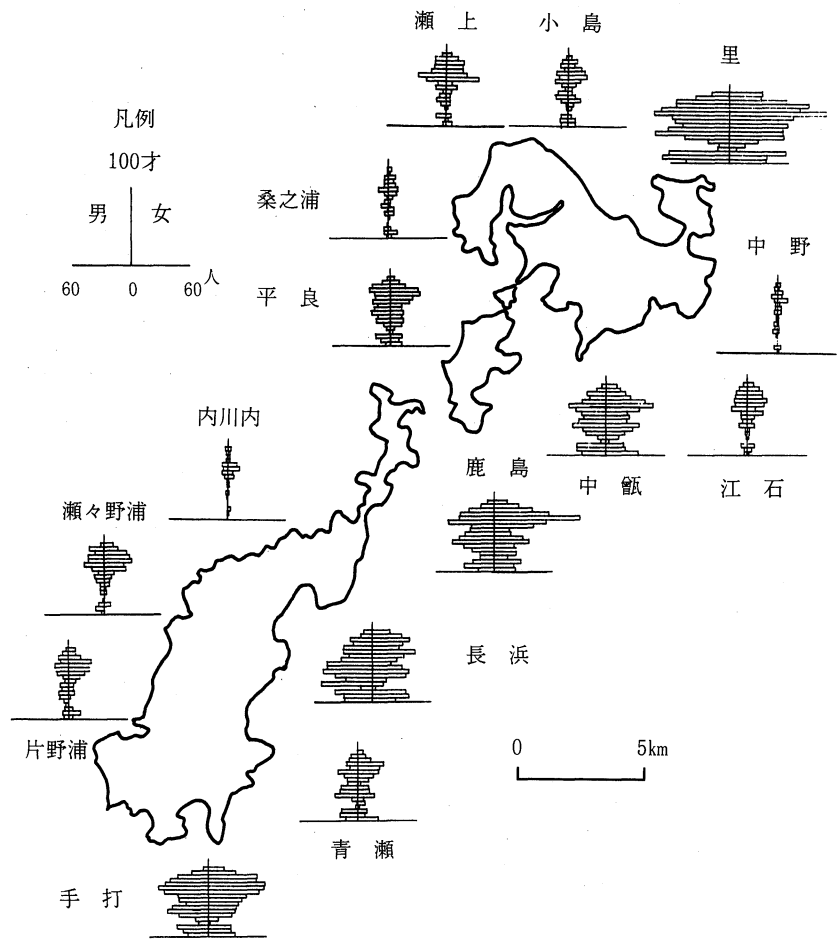 瀬上
小島
里
凡例
100才
男 女
60 0 60人
桑之浦
平良
中野
内川内
鹿島
中甑
江石
瀬々野浦
長浜
片野浦
0 5km
青瀬
手打